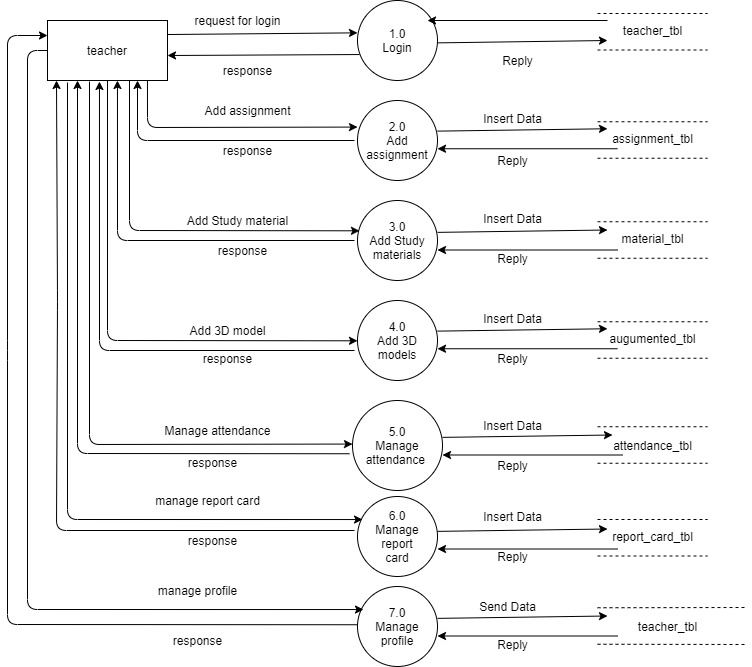 request for login
1.0
Login
teacher_tbl
teacher
response
Reply
Add assignment
Insert Data
2.0
Add
assignment
assignment_tbl
response
Reply
Add Study material
Insert Data
3.0
Add Study
materials
material_tbl
response
Reply
Add 3D model
Insert Data
4.0
Add 3D
models
augumented_tbl
response
Reply
Manage attendance
Insert Data
5.0
Manage
attendance
attendance_tbl
response
Reply
manage report card
Insert Data
6.0
Manage
report
card
report_card_tbl
response
Reply
manage profile
Send Data
7.0
Manage
profile
teacher_tbl
response
Reply